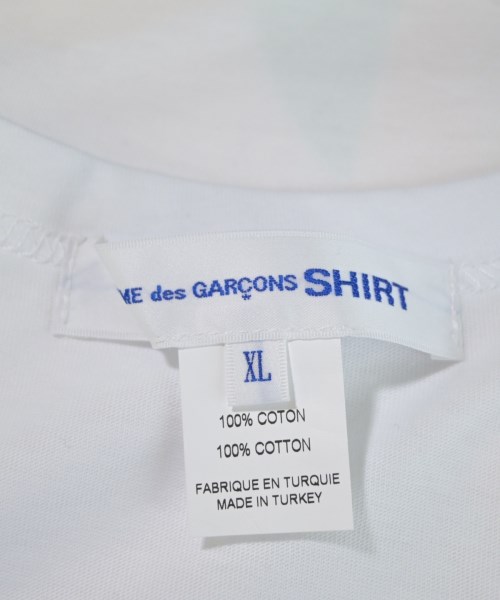 ME des GARÇONS SHIRT
XL
100% COTON
100% COTTON
FABRIQUE EN TURQUIE
MADE IN TURKEY